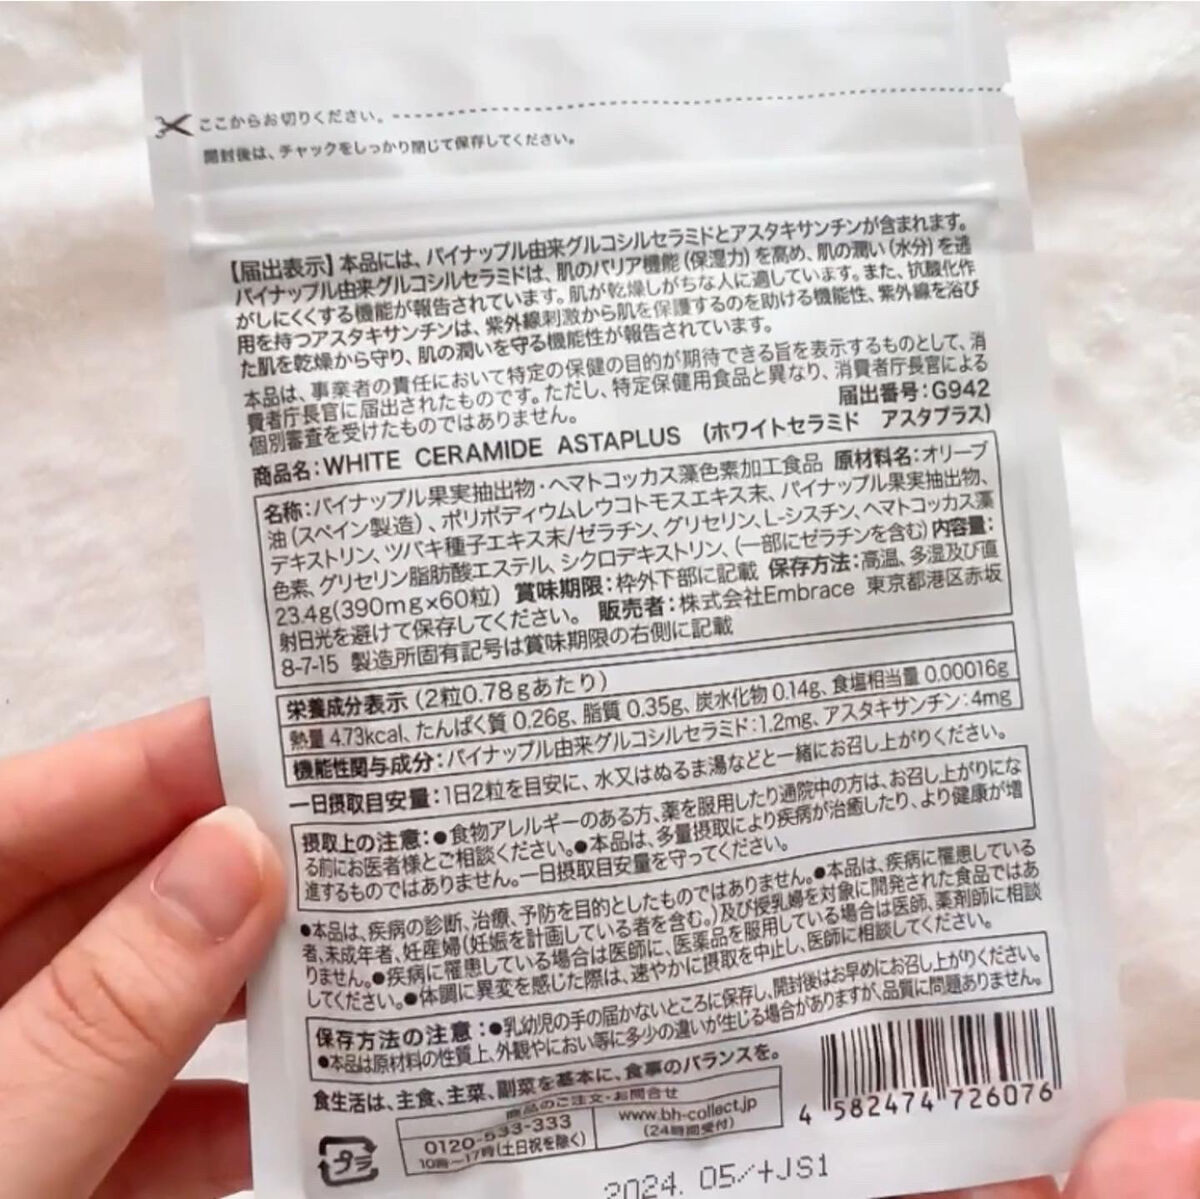 ここからお切りください。
開封後は、チャックをしっかり閉じて保存してください。
【届出表示】本品には、パイナップル由来グルコシルセラミドとアスタキサンチンが含まれます。
パイナップル由来グルコシルセラミドは、肌のバリア機能(保湿力)を高め、肌の潤い(水分)を逃
がしにくくする機能が報告されています。肌が乾燥しがちな人に適しています。また、抗酸化作
用を持つアスタキサンチンは、紫外線刺激から肌を保護するのを助ける機能性、紫外線を浴び
た肌を乾燥から守り、肌の潤いを守る機能性が報告されています。
本品は、事業者の責任において特定の保健の目的が期待できる旨を表示するものとして、消
費者庁長官に届出されたものです。ただし、特定保健用食品と異なり、消費者庁長官による
個別審査を受けたものではありません。 届出番号:G942
商品名:WHITE CERAMIDE ASTAPLUS (ホワイトセラミド アスタプラス)
名称:パイナップル果実抽出物・ヘマトコッカス藻色素加工食品 原材料名:オリーブ
油(スペイン製造)、ポリポディウムレウコトモスエキス末、パイナップル果実抽出物、
デキストリン、ツバキ種子エキス末/ゼラチン、グリセリン、L-シスチン、ヘマトコッカス藻
色素、グリセリン脂肪酸エステル、シクロデキストリン、(一部にゼラチンを含む) 内容量:
23.4g(390mg×60粒) 賞味期限:枠外下部に記載 保存方法:高温、多湿及び直
射日光を避けて保存してください。 販売者:株式会社Embrace 東京都港区赤坂
8-7-15 製造所固有記号は賞味期限の右側に記載
栄養成分表示(2粒0.78gあたり)
熱量 4.73kcal、たんぱく質 0.26g、脂質 0.35g、炭水化物 0.14g、食塩相当量 0.00016g
機能性関与成分:パイナップル由来グルコシルセラミド:1.2mg、アスタキサンチン:4mg
一日摂取目安量:1日2粒を目安に、水又はぬるま湯などと一緒にお召し上がりください。
摂取上の注意:●食物アレルギーのある方、薬を服用したり通院中の方は、お召し上がりにな
る前にお医者様とご相談ください。●本品は、多量摂取により疾病が治癒したり、より健康が増
進するものではありません。一日摂取目安量を守ってください。
●本品は、疾病の診断、治療、予防を目的としたものではありません。●本品は、疾病に罹患している
者、未成年者、妊産婦(妊娠を計画している者を含む。)及び授乳婦を対象に開発された食品ではあ
りません。●疾病に罹患している場合は医師に、医薬品を服用している場合は医師、薬剤師に相談
してください。●体調に異変を感じた際は、速やかに摂取を中止し、医師に相談してください。
保存方法の注意:●乳幼児の手の届かないところに保存し、開封後はお早めにお召し上がりください。
●本品は原材料の性質上、外観やにおい等に多少の違いが生じる場合がありますが、品質に問題ありません。
食生活は、主食、主菜、副菜を基本に、食事のバランスを。
商品のご注文・お問合せ
0120-533-333
10時〜17時(土日祝を除く)
www.bh-collect.jp
(24時間受付)
プラ
4 582474 726076
2024. 05/+JS1